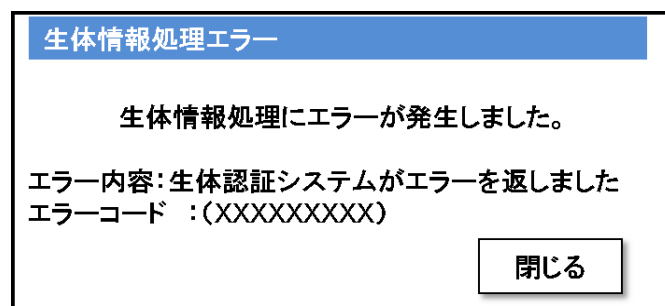 生体情報処理エラー
生体情報処理にエラーが発生しました。
エラー内容：生体認証システムがエラーを返しました
エラーコード ：(XXXXXXXXX)
閉じる